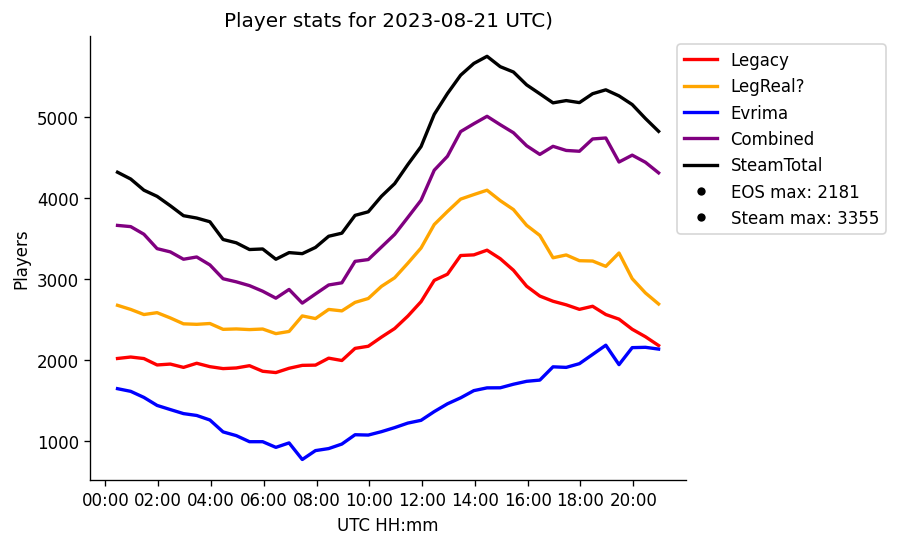 Player stats for 2023-08-21 UTC)
Legacy
LegReal?
Evrima
Combined
SteamTotal
EOS max: 2181
Steam max: 3355
Players
5000
4000
3000
2000
1000
00:00 02:00 04:00 06:00 08:00 10:00 12:00 14:00 16:00 18:00 20:00
UTC HH:mm